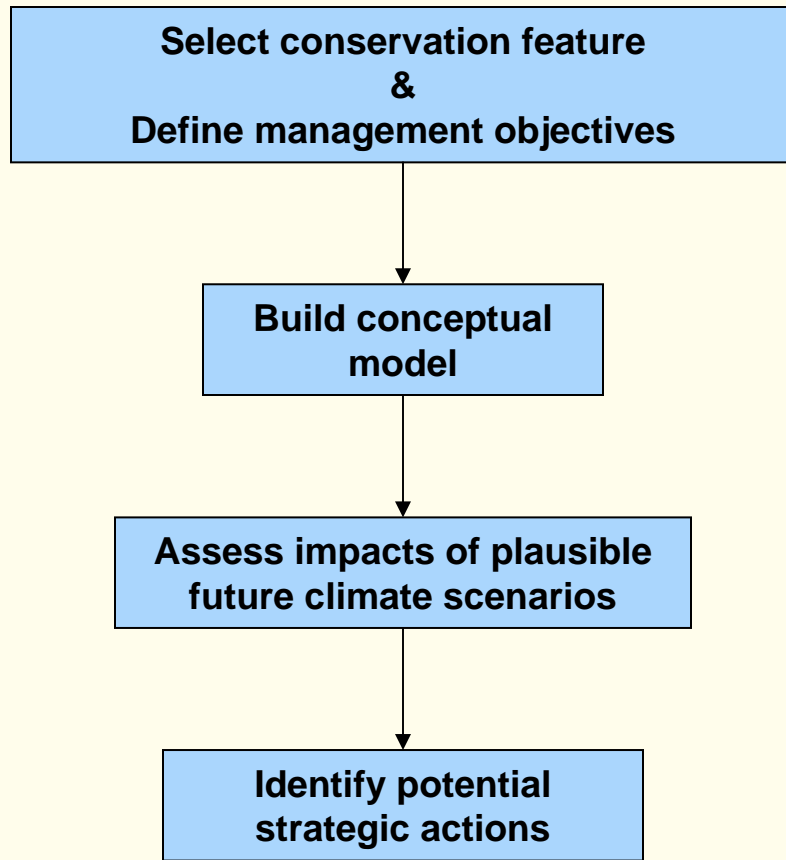 Select conservation feature
&
Define management objectives
Build conceptual
model
Assess impacts of plausible
future climate scenarios
Identify potential
strategic actions